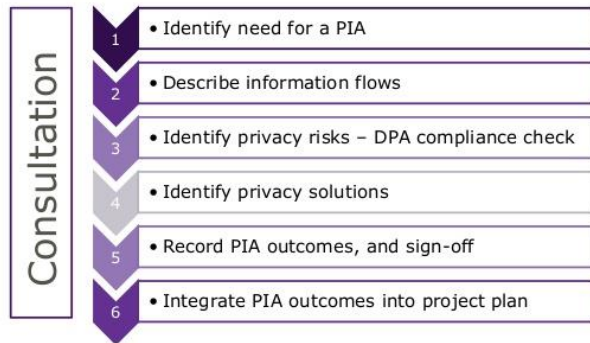 Consultation
1
• Identify need for a PIA
2
• Describe information flows
3
• Identify privacy risks – DPA compliance check
4
• Identify privacy solutions
5
• Record PIA outcomes, and sign-off
6
• Integrate PIA outcomes into project plan